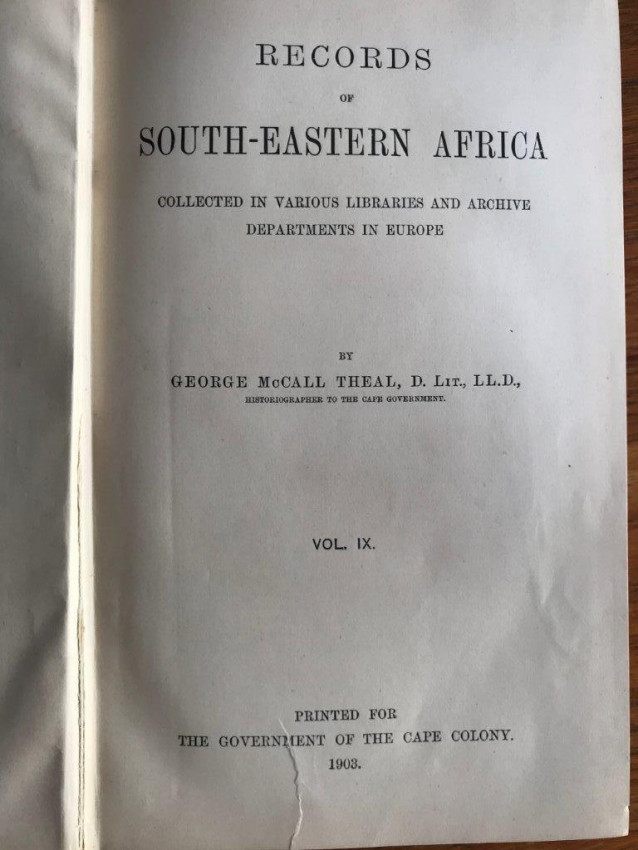 RECORDS
OF
SOUTH-EASTERN AFRICA
COLLECTED IN VARIOUS LIBRARIES AND ARCHIVE
DEPARTMENTS IN EUROPE
BY
GEORGE McCALL THEAL, D. LIT., LL.D.,
HISTORIOGRAPHER TO THE CAPE GOVERNMENT.
VOL. IX.
PRINTED FOR
THE GOVERNMENT OF THE CAPE COLONY.
1903.